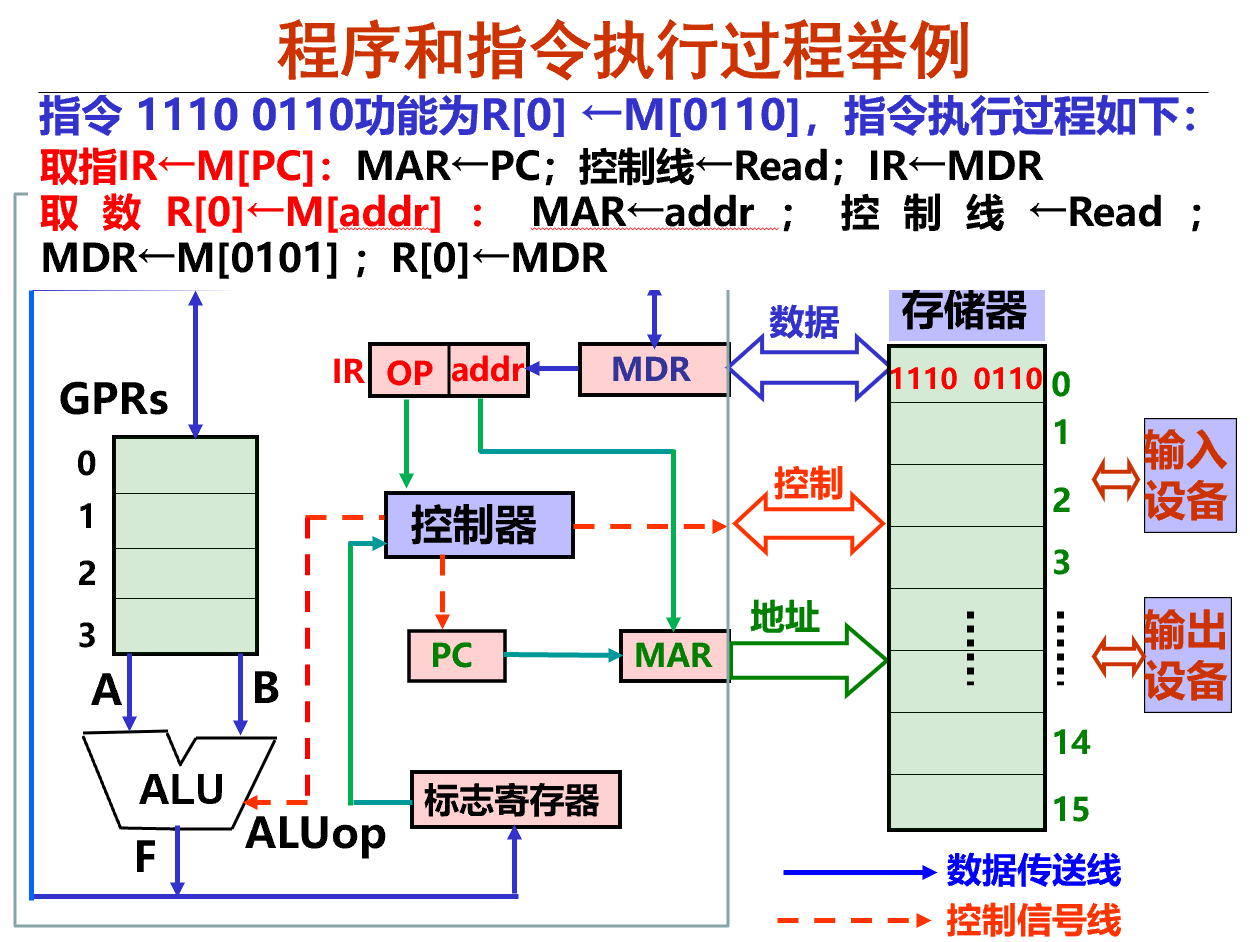 程序和指令执行过程举例
指令 1110 0110功能为R[0] ←M[0110]，指令执行过程如下：
取指IR←M[PC]：MAR←PC；控制线←Read；IR←MDR
取 数 R[0]←M[addr] ： MAR←addr ； 控 制 线 ←Read ；
MDR←M[0101] ；R[0]←MDR
存储器
数据
IR
OP
addr
MDR
1110 0110
0
GPRs
0
1
2
3
1
2
3
14
15
输入
设备
控制
控制器
地址
PC
MAR
输出
设备
A
B
ALU
ALUop
F
标志寄存器
数据传送线
控制信号线